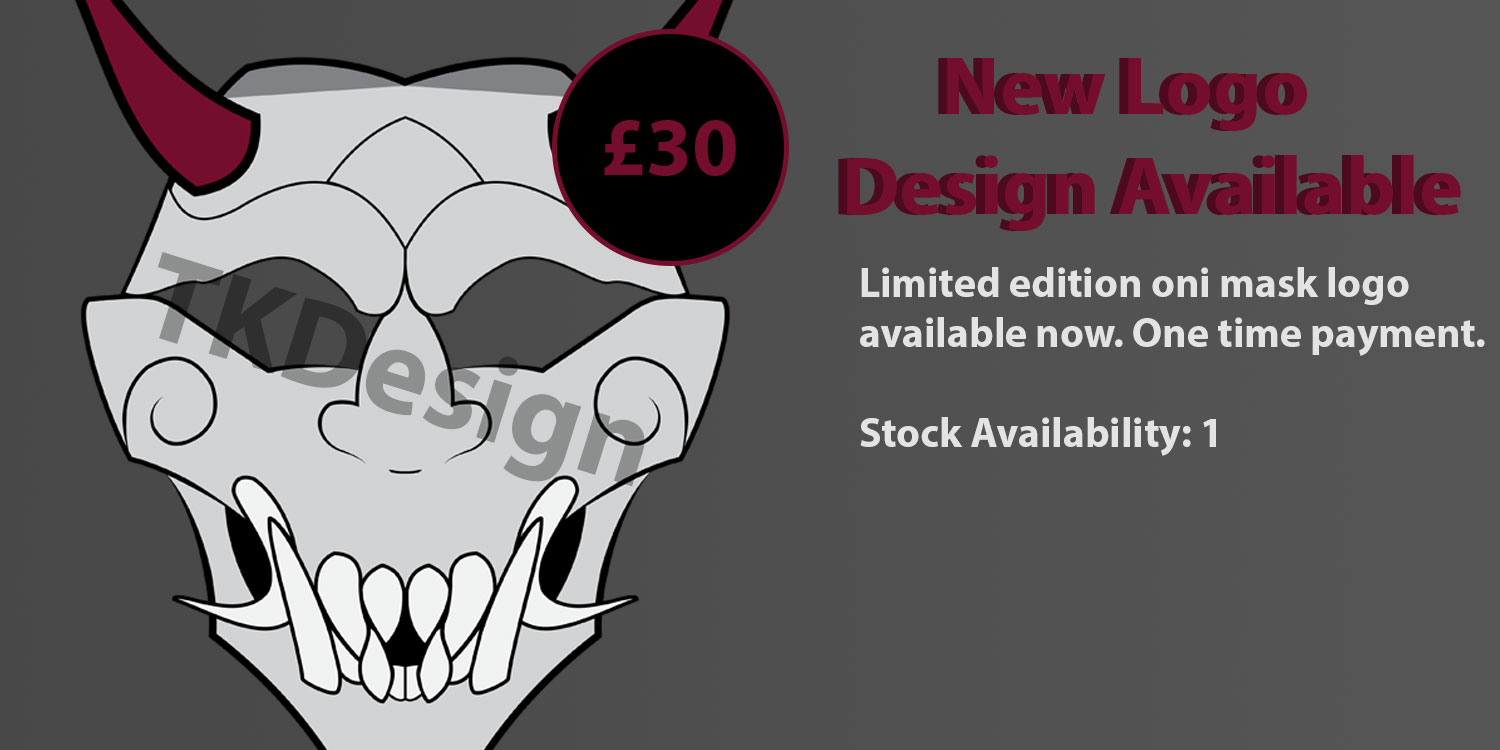 £30
New Logo
Design Available
Limited edition oni mask logo
available now. One time payment.
Stock Availability: 1
TKDesign